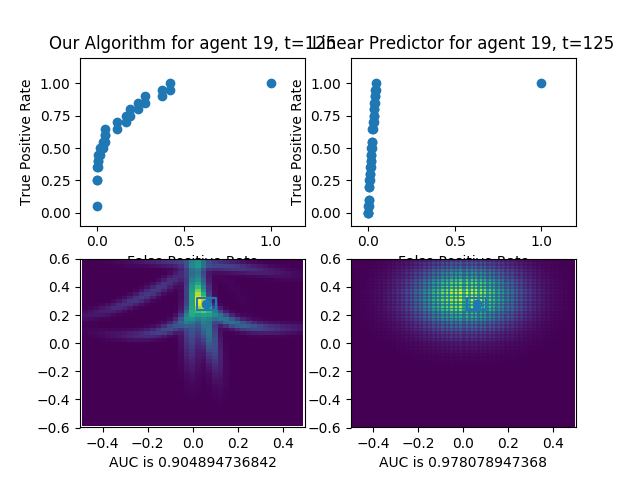 Our Algorithm for agent 19, t=125
Linear Predictor for agent 19, t=125
True Positive Rate
1.00
0.75
0.50
0.25
0.00
0.0 0.5 1.0
False Positive Rate
True Positive Rate
1.00
0.75
0.50
0.25
0.00
0.0 0.5 1.0
False Positive Rate
0.6
0.4
0.2
0.0
−0.2
−0.4
−0.6
−0.4 −0.2 0.0 0.2 0.4
AUC is 0.904894736842
0.6
0.4
0.2
0.0
−0.2
−0.4
−0.6
−0.4 −0.2 0.0 0.2 0.4
AUC is 0.978078947368